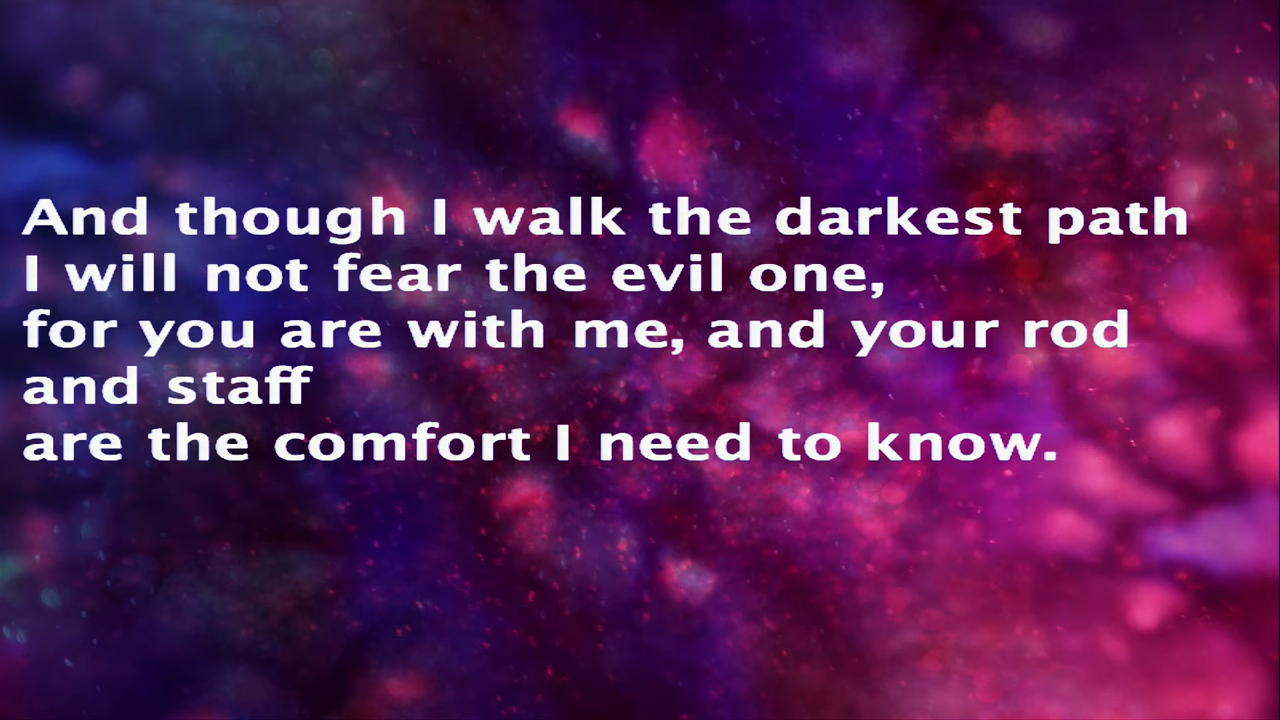 And though I walk the darkest path
I will not fear the evil one,
for you are with me, and your rod
and staff
are the comfort I need to know.